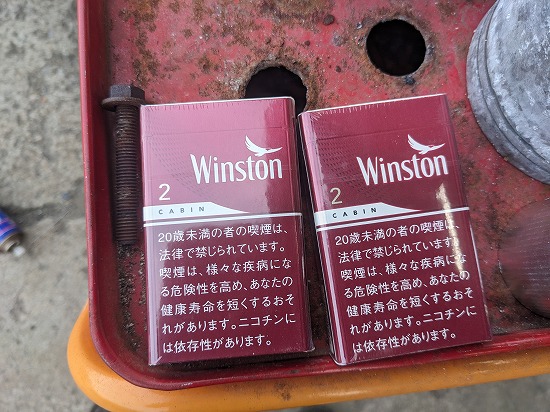 Winston
2
CABIN
20歳未満の者の喫煙は、
法律で禁じられています。
喫煙は、様々な疾病にな
る危険性を高め、あなたの
健康寿命を短くするおそ
れがあります。ニコチンに
は依存性があります。
Winston
2
CABIN
20歳未満の者の喫煙は、
法律で禁じられています。
喫煙は、様々な疾病にな
る危険性を高め、あなたの
健康寿命を短くするおそ
れがあります。ニコチンに
は依存性があります。